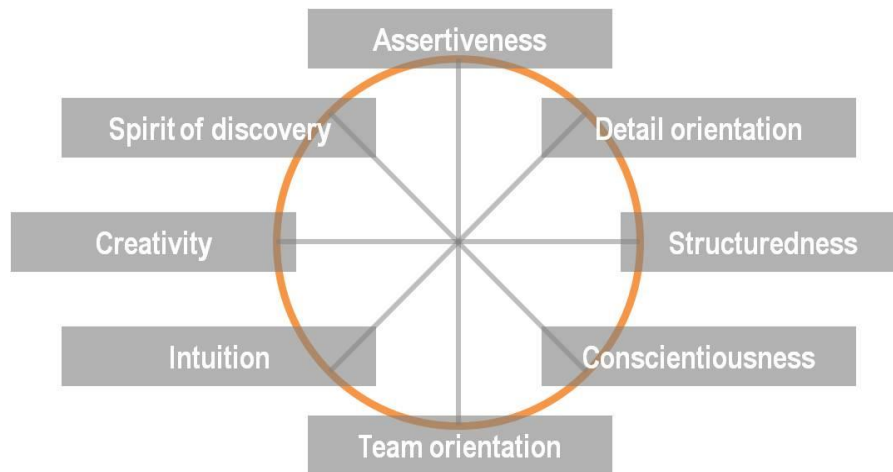 Assertiveness
Spirit of discovery
Detail orientation
Creativity
Structuredness
Intuition
Conscientiousness
Team orientation